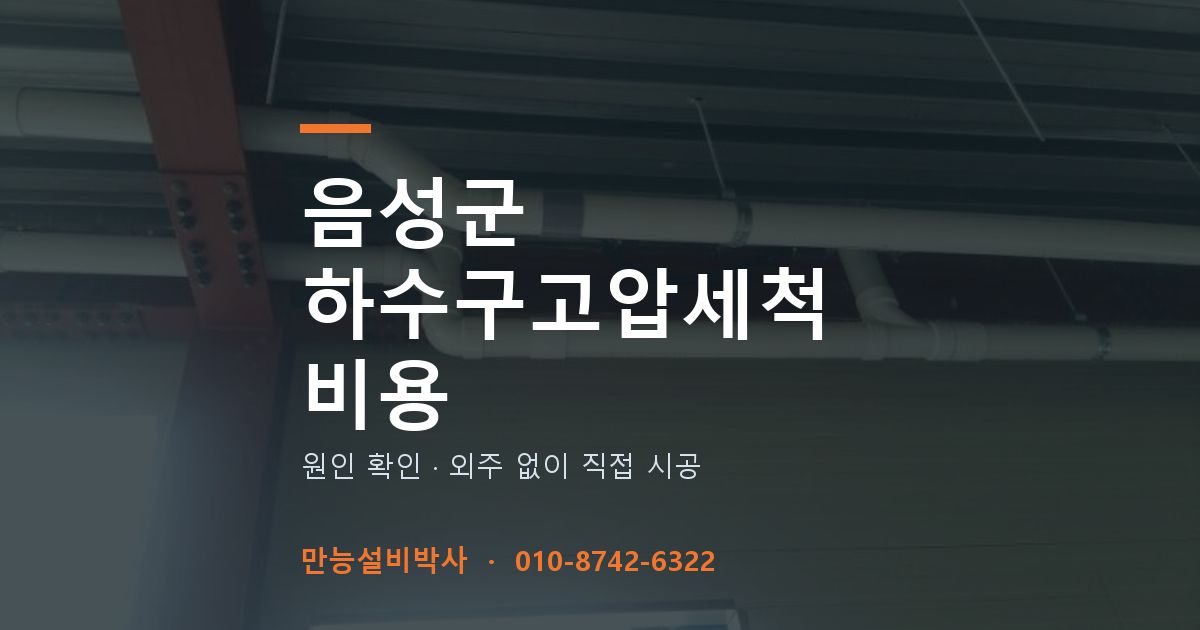 음성군
하수구고압세척
비용
원인 확인 · 외주 없이 직접 시공
만능설비박사 · 010-8742-6322